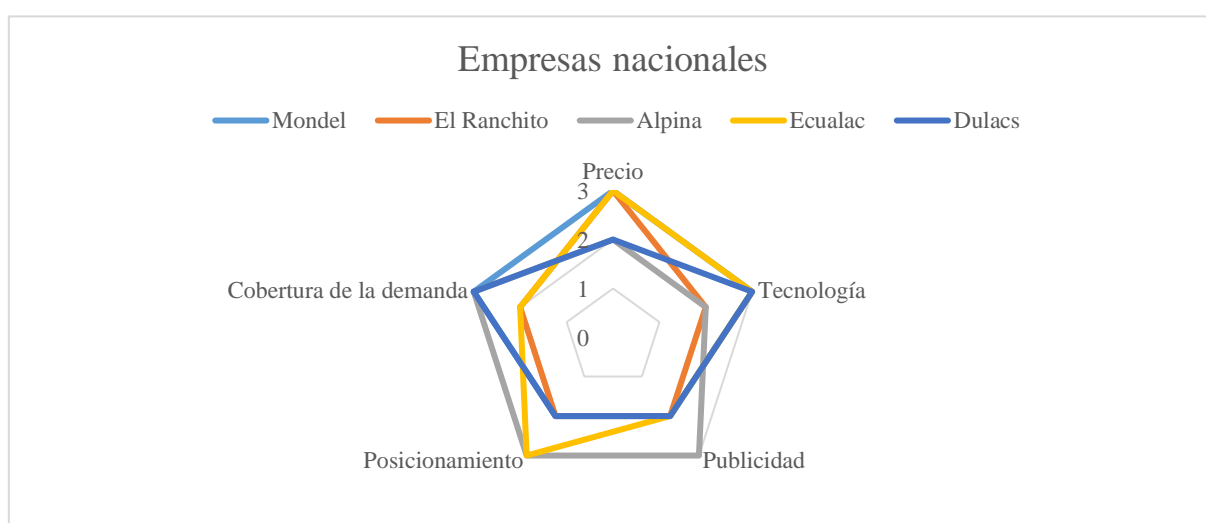 Empresas nacionales
Mondel El Ranchito Alpina Ecualac Dulacs
Precio
3
2
1
0
Cobertura de la demanda
Tecnología
Posicionamiento
Publicidad